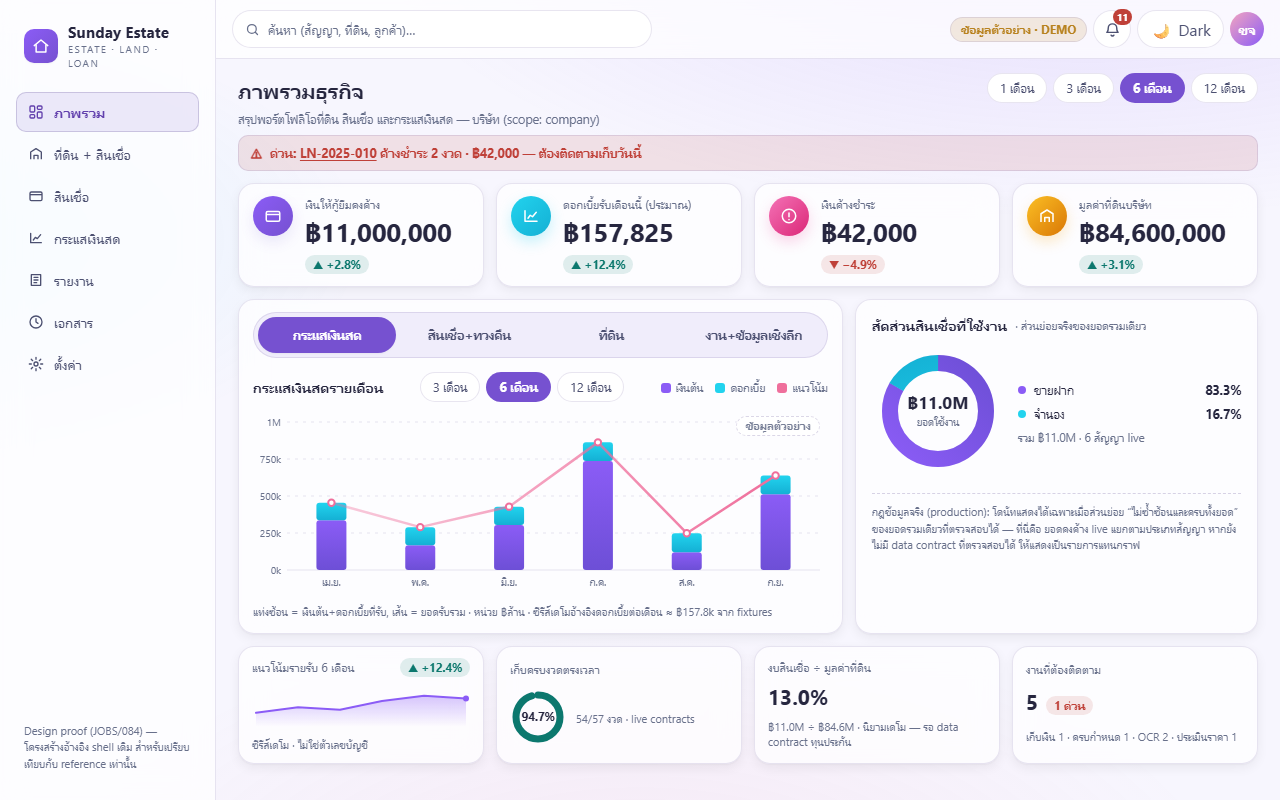 Sunday Estate
ESTATE · LAND ·
LOAN
ภาพรวม
ที่ดิน + สินเชื่อ
สินเชื่อ
กระแสเงินสด
รายงาน
เอกสาร
ตั้งค่า
Design proof (JOBS/084) —
โครงสร้างอ้างอิง shell เดิม สำหรับเปรียบ
เทียบกับ reference เท่านั้น
ค้นหา (สัญญา, ที่ดิน, ลูกค้า)…
ข้อมูลตัวอย่าง · DEMO
11
Dark
ขจ
ภาพรวมธุรกิจ
สรุปพอร์ตโฟลิโอที่ดิน สินเชื่อ และกระแสเงินสด — บริษัท (scope: company)
1 เดือน
3 เดือน
6 เดือน
12 เดือน
ด่วน: LN-2025-010 ค้างชำระ 2 งวด · ฿42,000 — ต้องติดตามเก็บวันนี้
เงินให้กู้ยืมคงค้าง
฿11,000,000
▲ +2.8%
ดอกเบี้ยรับเดือนนี้ (ประมาณ)
฿157,825
▲ +12.4%
เงินค้างชำระ
฿42,000
▼ −4.9%
มูลค่าที่ดินบริษัท
฿84,600,000
▲ +3.1%
กระแสเงินสด
สินเชื่อ+ทวงคืน
ที่ดิน
งาน+ข้อมูลเชิงลึก
กระแสเงินสดรายเดือน
3 เดือน
6 เดือน
12 เดือน
เงินต้น
ดอกเบี้ย
แนวโน้ม
ข้อมูลตัวอย่าง
1M
750k
500k
250k
0k
เม.ย.
พ.ค.
มิ.ย.
ก.ค.
ส.ค.
ก.ย.
แท่งซ้อน = เงินต้น+ดอกเบี้ยที่รับ, เส้น = ยอดรับรวม · หน่วย ฿ล้าน · ซีรีส์เดโมอ้างอิงดอกเบี้ยต่อเดือน ≈ ฿157.8k จาก fixtures
สัดส่วนสินเชื่อที่ใช้งาน · ส่วนย่อยจริงของยอดรวมเดียว
฿11.0M
ยอดใช้งาน
ขายฝาก 83.3%
จำนอง 16.7%
รวม ฿11.0M · 6 สัญญา live
กฎข้อมูลจริง (production): โดนัทแสดงได้เฉพาะเมื่อส่วนย่อย “ไม่ซ้ำซ้อนและครบทั้งยอด”
ของยอดรวมเดียวที่ตรวจสอบได้ — ที่นี่คือ ยอดคงค้าง live แยกตามประเภทสัญญา หากยัง
ไม่มี data contract ที่ตรวจสอบได้ ให้แสดงเป็นรายการแทนกราฟ
แนวโน้มรายรับ 6 เดือน
▲ +12.4%
ซีรีส์เดโม · ไม่ใช่ตัวเลขบัญชี
เก็บครบงวดตรงเวลา
94.7%
54/57 งวด · live contracts
งบสินเชื่อ ÷ มูลค่าที่ดิน
13.0%
฿11.0M ÷ ฿84.6M · นิยามเดโม — รอ data
contract ทุนประกัน
งานที่ต้องติดตาม
5
1 ด่วน
เก็บเงิน 1 · ครบกำหนด 1 · OCR 2 · ประเมินราคา 1